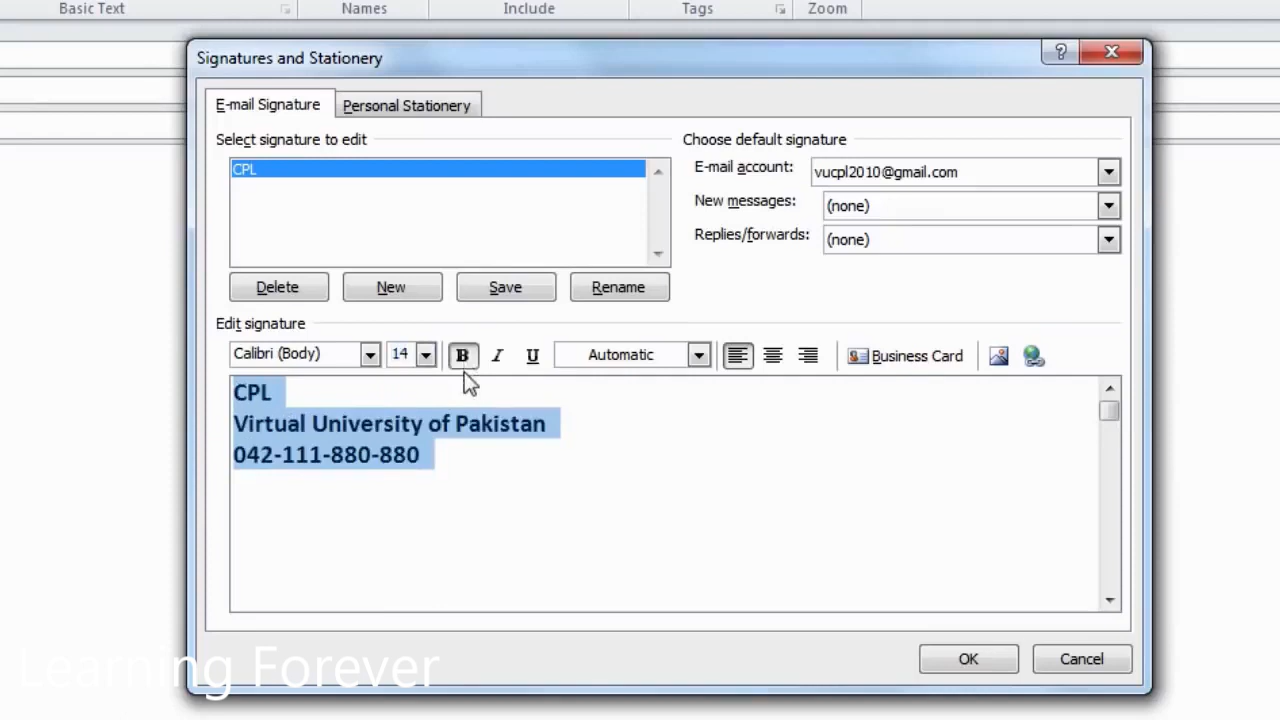 Basic Text Names Include Tags Zoom
Signatures and Stationery
E-mail Signature Personal Stationery
Select signature to edit
CPL
Delete New Save Rename
Choose default signature
E-mail account: vucpl2010@gmail.com
New messages: (none)
Replies/forwards: (none)
Edit signature
Calibri (Body) 14 B I U Automatic Business Card
CPL
Virtual University of Pakistan
042-111-880-880
OK Cancel
Learning Forever